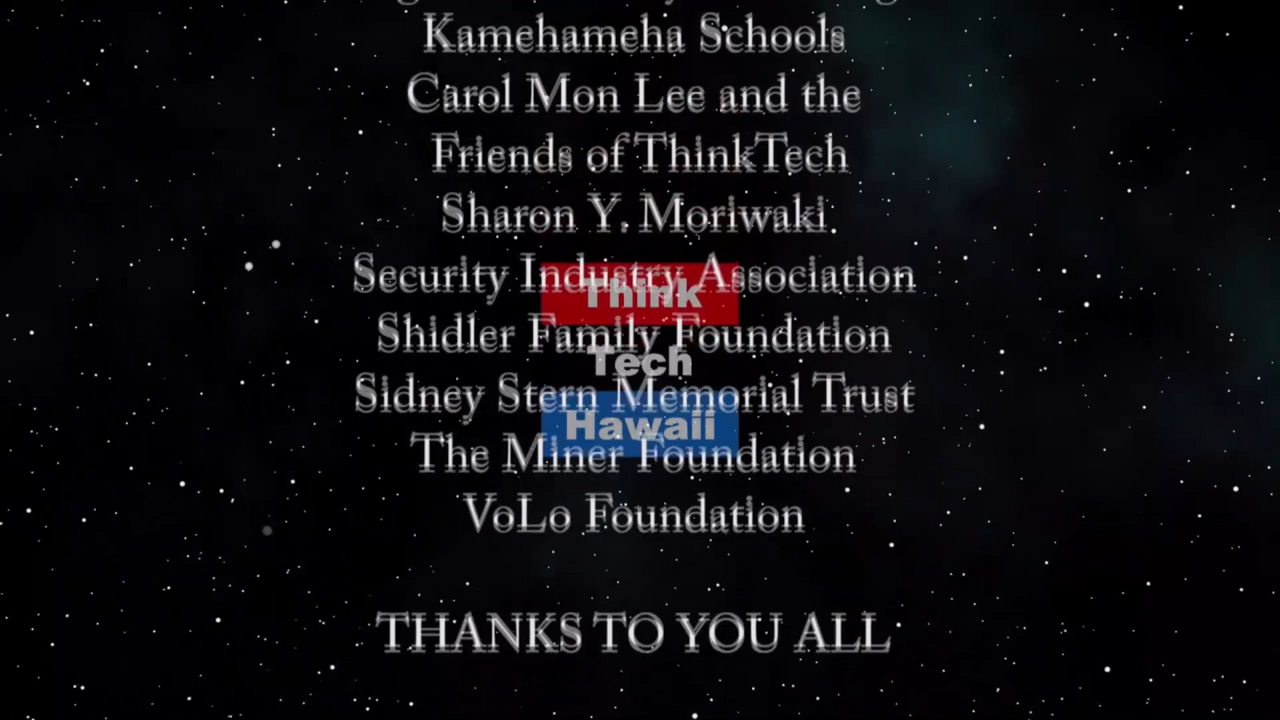 Kamehameha Schools
Carol Mon Lee and the
Friends of ThinkTech
Sharon Y. Moriwaki
Security Industry Association
Think
Shidler Family Foundation
Tech
Sidney Stern Memorial Trust
Hawaii
The Miner Foundation
VoLo Foundation
THANKS TO YOU ALL